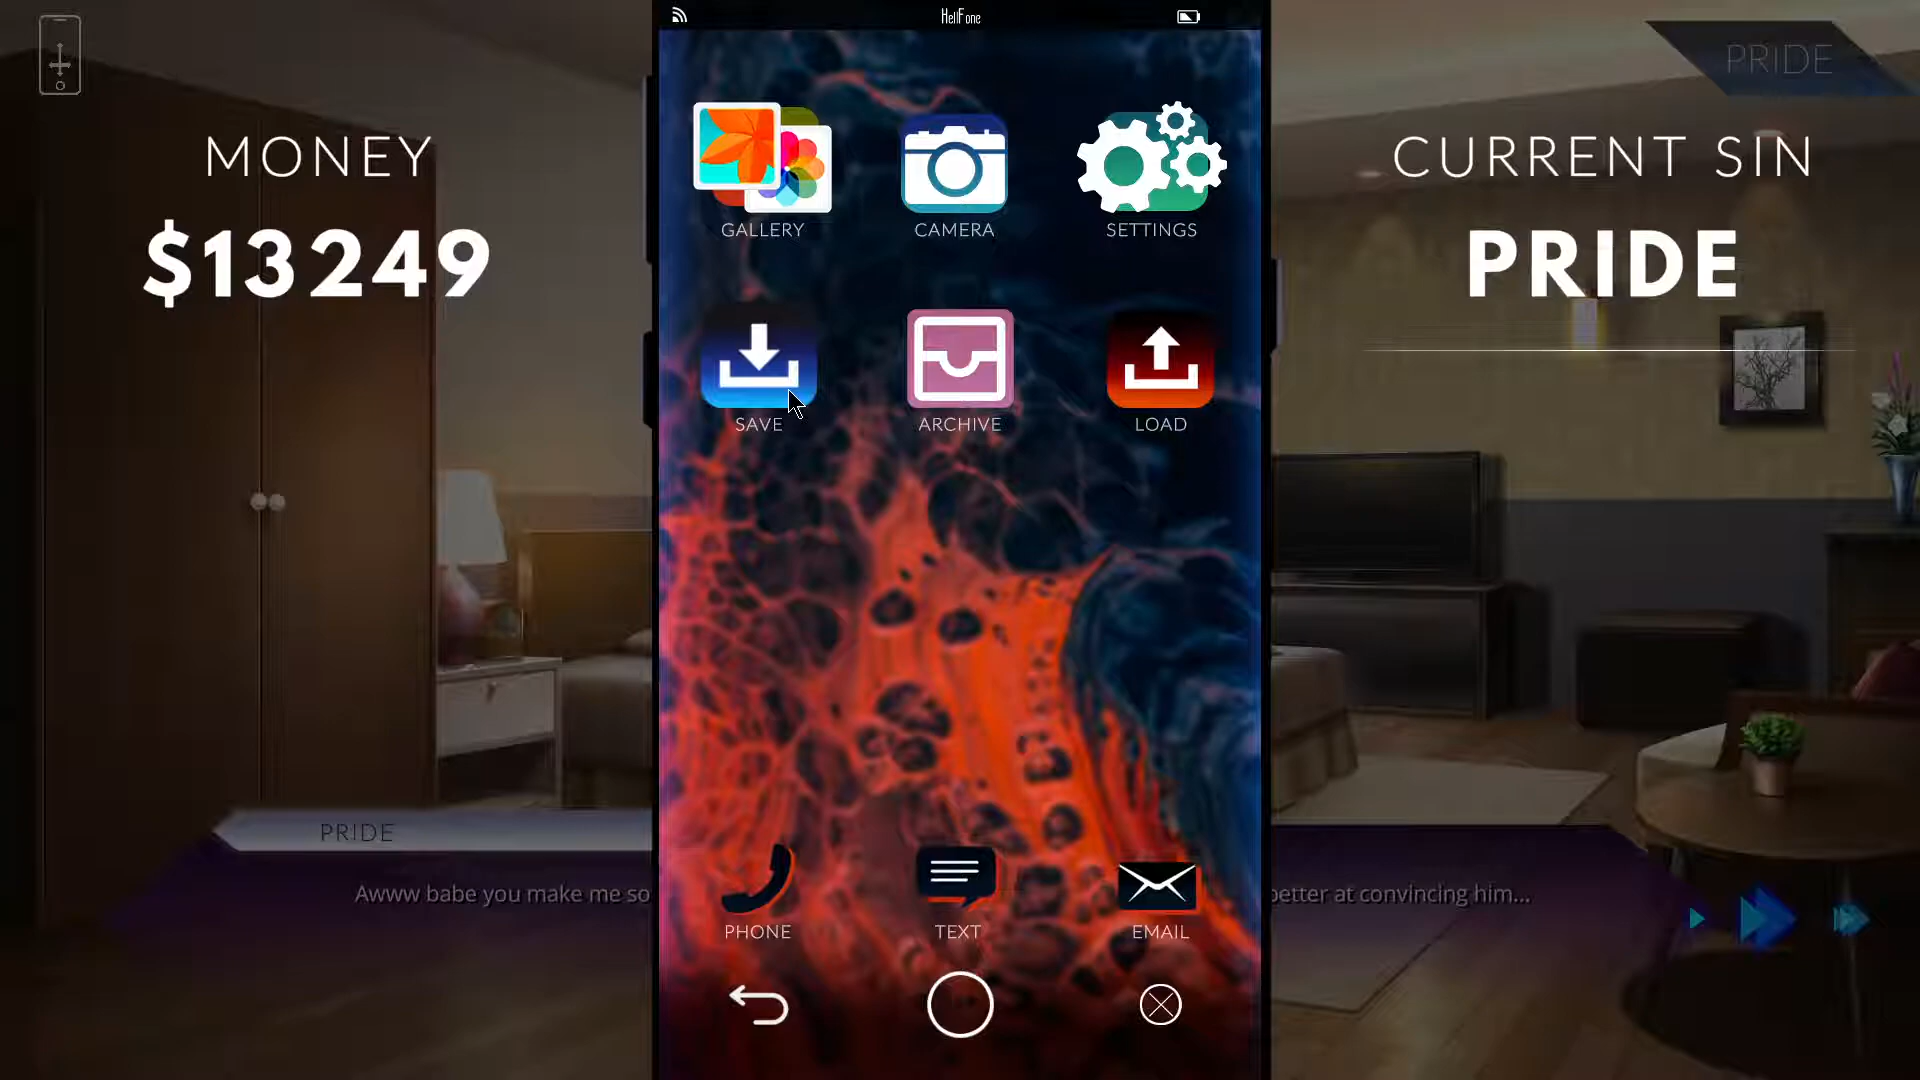 HellFone
PRIDE
MONEY
$13249
CURRENT SIN
PRIDE
GALLERY
CAMERA
SETTINGS
SAVE
ARCHIVE
LOAD
PRIDE
Awww babe you make me so
better at convincing him...
PHONE
TEXT
EMAIL